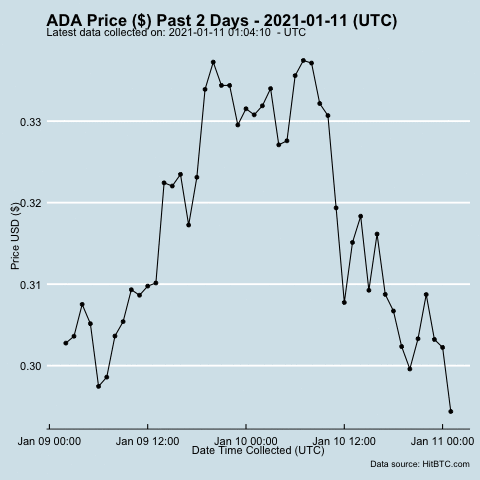 ADA Price ($) Past 2 Days - 2021-01-11 (UTC)
Latest data collected on: 2021-01-11 01:04:10 - UTC
Price USD ($)
0.33
0.32
0.31
0.30
Jan 09 00:00 Jan 09 12:00 Jan 10 00:00 Jan 10 12:00 Jan 11 00:00
Date Time Collected (UTC)
Data source: HitBTC.com